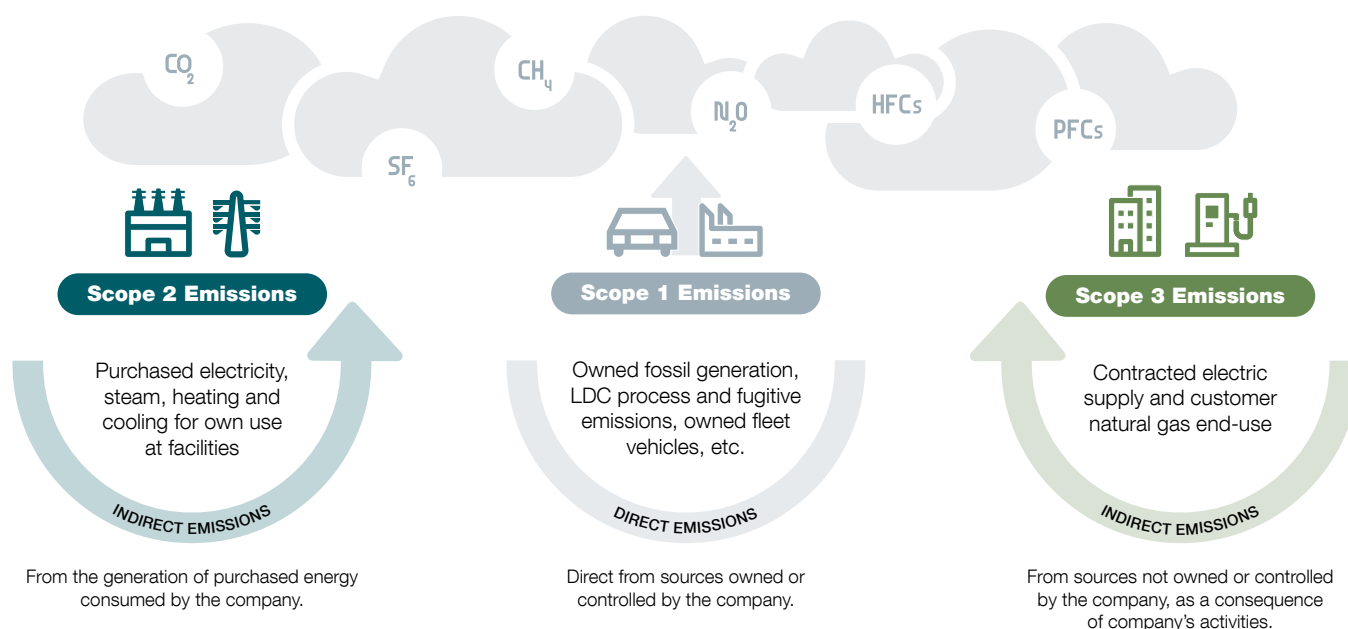 CO2
CH4
N2O
HFCs
PFCs
SF6
Scope 2 Emissions
Purchased electricity,
steam, heating and
cooling for own use
at facilities
INDIRECT EMISSIONS
From the generation of purchased energy
consumed by the company.
Scope 1 Emissions
Owned fossil generation,
LDC process and fugitive
emissions, owned fleet
vehicles, etc.
DIRECT EMISSIONS
Direct from sources owned or
controlled by the company.
Scope 3 Emissions
Contracted electric
supply and customer
natural gas end-use
INDIRECT EMISSIONS
From sources not owned or controlled
by the company, as a consequence
of company's activities.